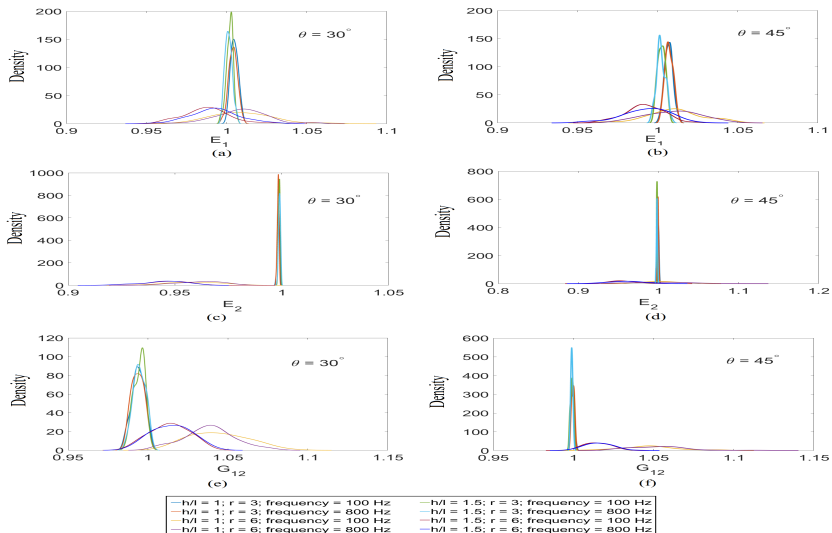 200
150
100
50
0
Density
θ = 30°
0.9 0.95 1 1.05 1.1
E1
(a)
200
150
100
50
0
Density
θ = 45°
0.9 0.95 1 1.05 1.1
E1
(b)
1000
800
600
400
200
0
Density
θ = 30°
0.9 0.95 1 1.05
E2
(c)
800
600
400
200
0
Density
θ = 45°
0.8 0.9 1 1.1 1.2
E2
(d)
120
100
80
60
40
20
0
Density
θ = 30°
0.95 1 1.05 1.1 1.15
G12
(e)
600
500
400
300
200
100
0
Density
θ = 45°
0.95 1 1.05 1.1 1.15
G12
(f)
h/l = 1; r = 3; frequency = 100 Hz
h/l = 1; r = 3; frequency = 800 Hz
h/l = 1; r = 6; frequency = 100 Hz
h/l = 1; r = 6; frequency = 800 Hz
h/l = 1.5; r = 3; frequency = 100 Hz
h/l = 1.5; r = 3; frequency = 800 Hz
h/l = 1.5; r = 6; frequency = 100 Hz
h/l = 1.5; r = 6; frequency = 800 Hz